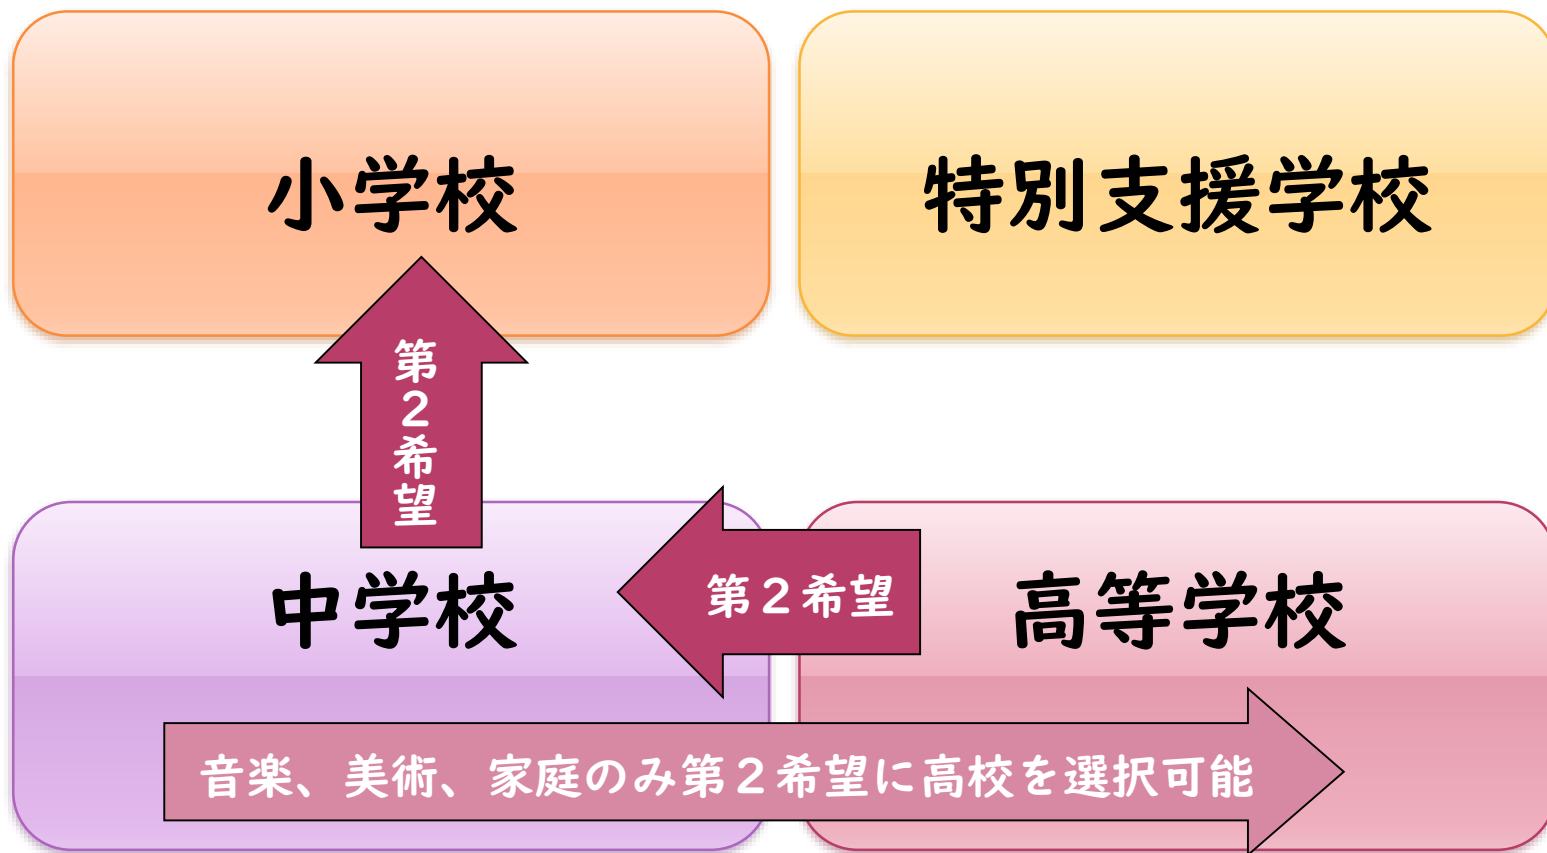 小学校
特別支援学校
第２希望
中学校
第２希望
高等学校
音楽、美術、家庭のみ第２希望に高校を選択可能